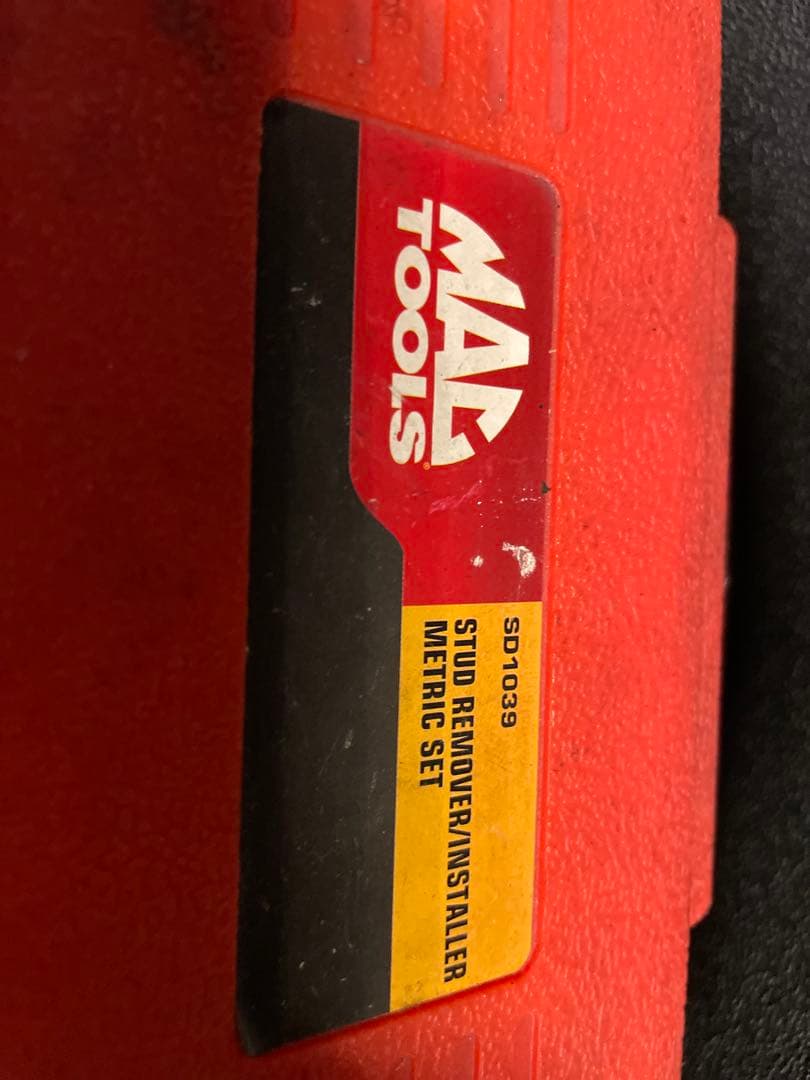 MAC
TOOLS
SD1039
STUD REMOVER/INSTALLER
METRIC SET